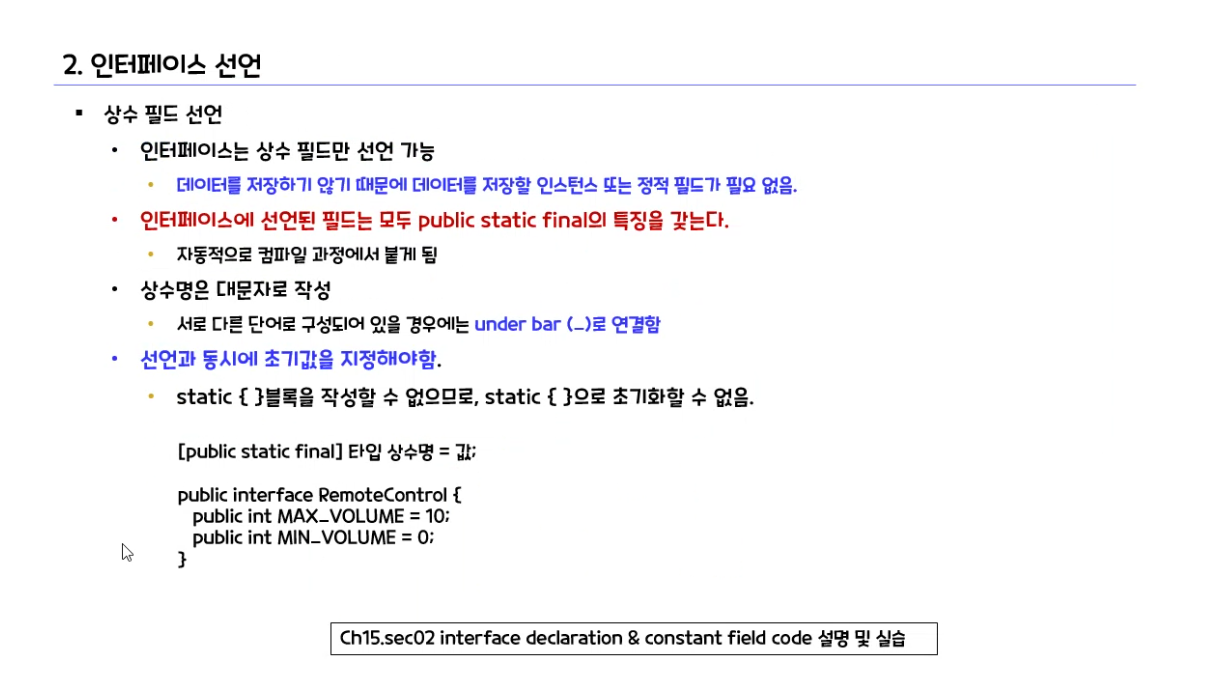 2. 인터페이스 선언
▪ 상수 필드 선언
• 인터페이스는 상수 필드만 선언 가능
• 데이터를 저장하기 않기 때문에 데이터를 저장할 인스턴스 또는 정적 필드가 필요 없음.
• 인터페이스에 선언된 필드는 모두 public static final의 특징을 갖는다.
• 자동적으로 컴파일 과정에서 붙게 됨
• 상수명은 대문자로 작성
• 서로 다른 단어로 구성되어 있을 경우에는 under bar (_)로 연결함
• 선언과 동시에 초기값을 지정해야함.
• static { }블록을 작성할 수 없으므로, static { }으로 초기화할 수 없음.
[public static final] 타입 상수명 = 값;
public interface RemoteControl {
public int MAX_VOLUME = 10;
public int MIN_VOLUME = 0;
}
Ch15.sec02 interface declaration & constant field code 설명 및 실습